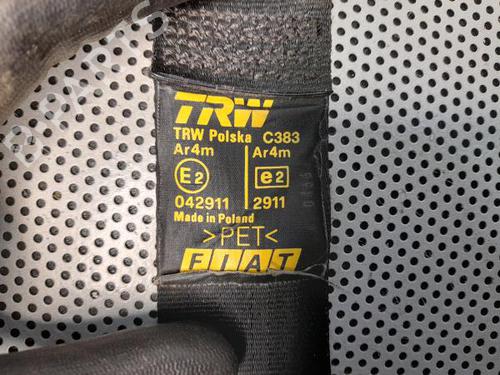 TRW
TRW Polska C383
Ar4m Ar4m
E2 e2
042911 2911
Made in Poland
>PET<
FIAT